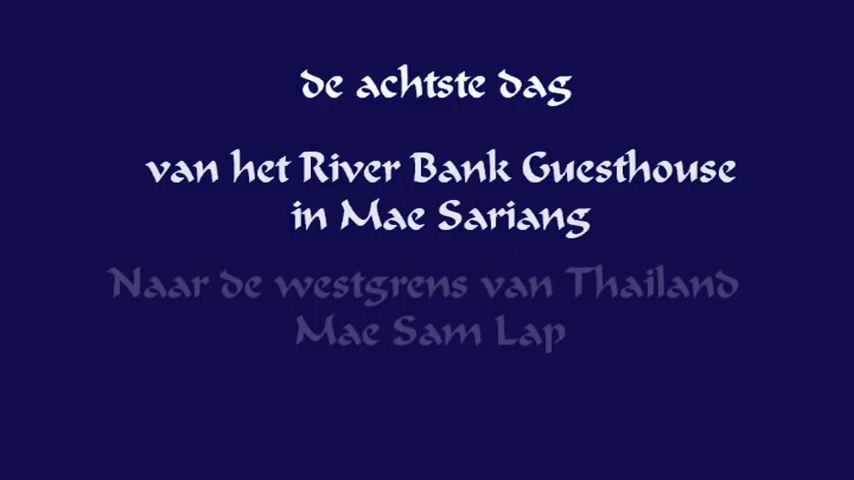 de achtste dag
van het River Bank Guesthouse
in Mae Sariang
Naar de westgrens van Thailand
Mae Sam Lap